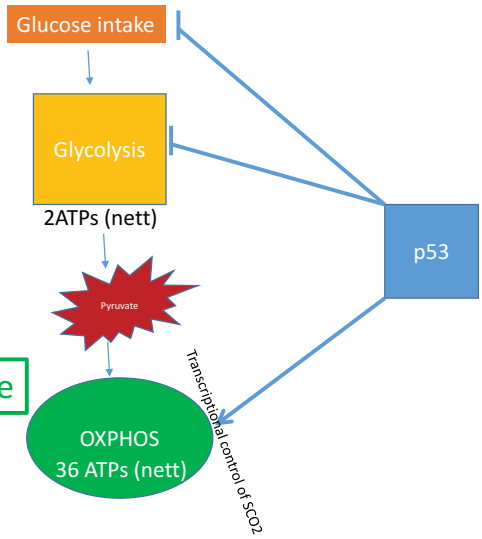 Glucose intake
Glycolysis
2ATPs (nett)
p53
Pyruvate
e
OXPHOS
36 ATPs (nett)
Transcriptional control of SCO2